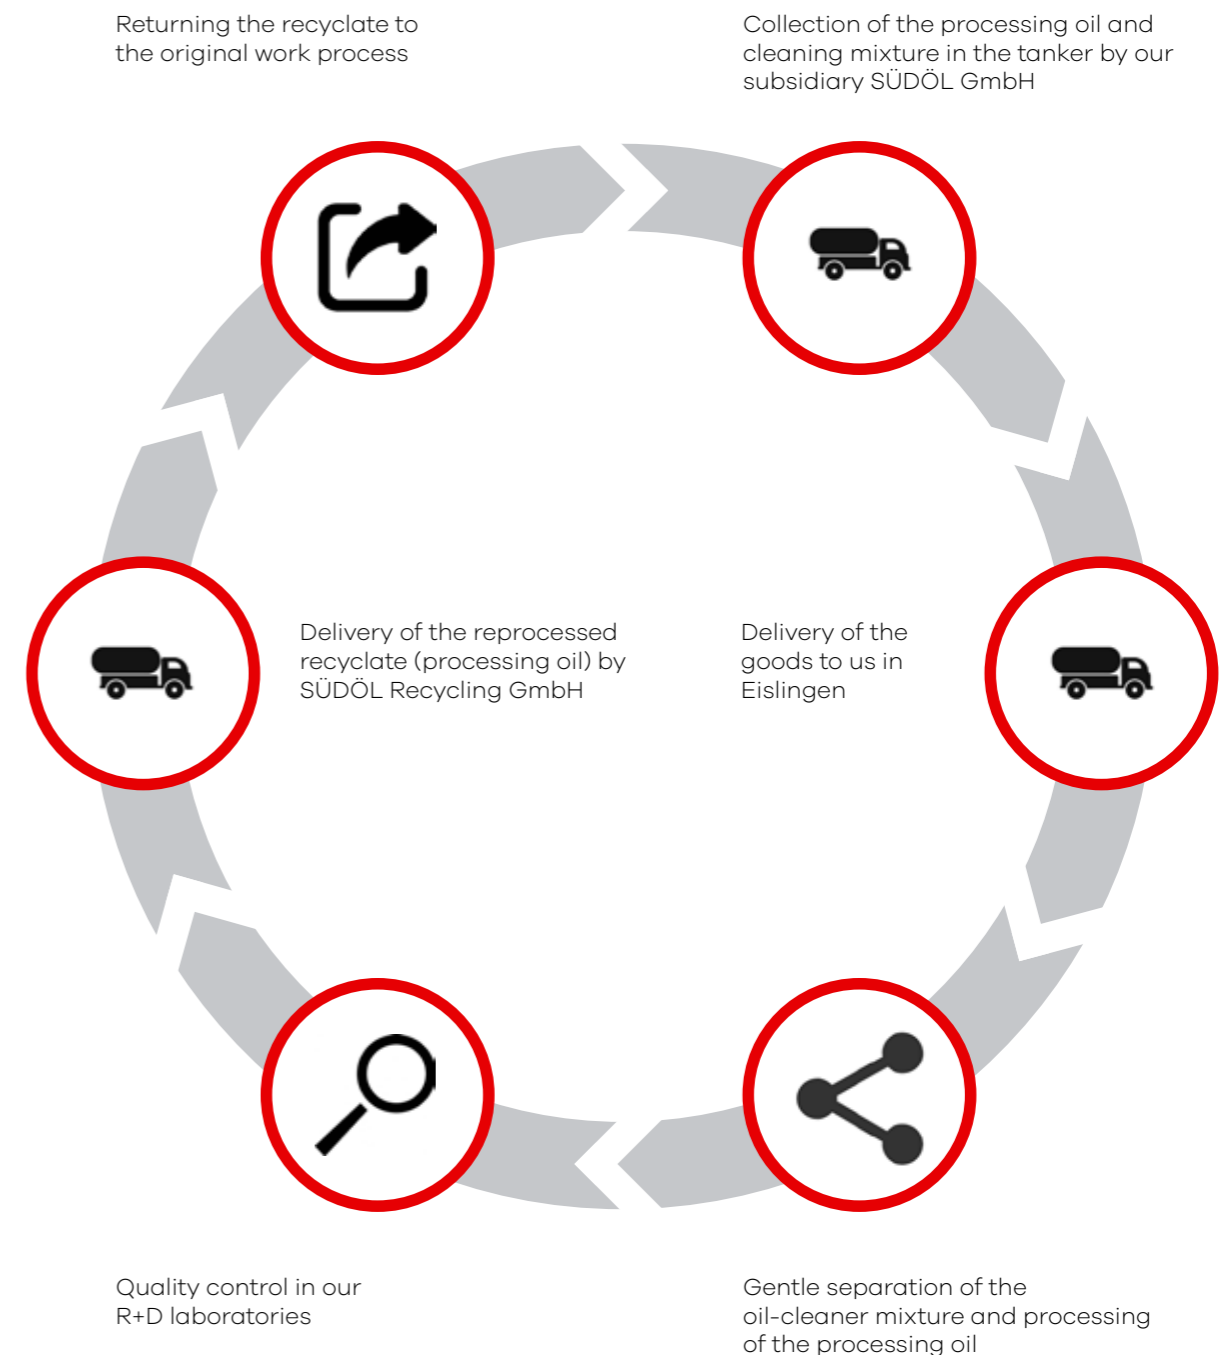 Returning the recyclate to
the original work process
Collection of the processing oil and
cleaning mixture in the tanker by our
subsidiary SÜDÖL GmbH
Delivery of the reprocessed
recyclate (processing oil) by
SÜDÖL Recycling GmbH
Delivery of the
goods to us in
Eislingen
Quality control in our
R+D laboratories
Gentle separation of the
oil-cleaner mixture and processing
of the processing oil